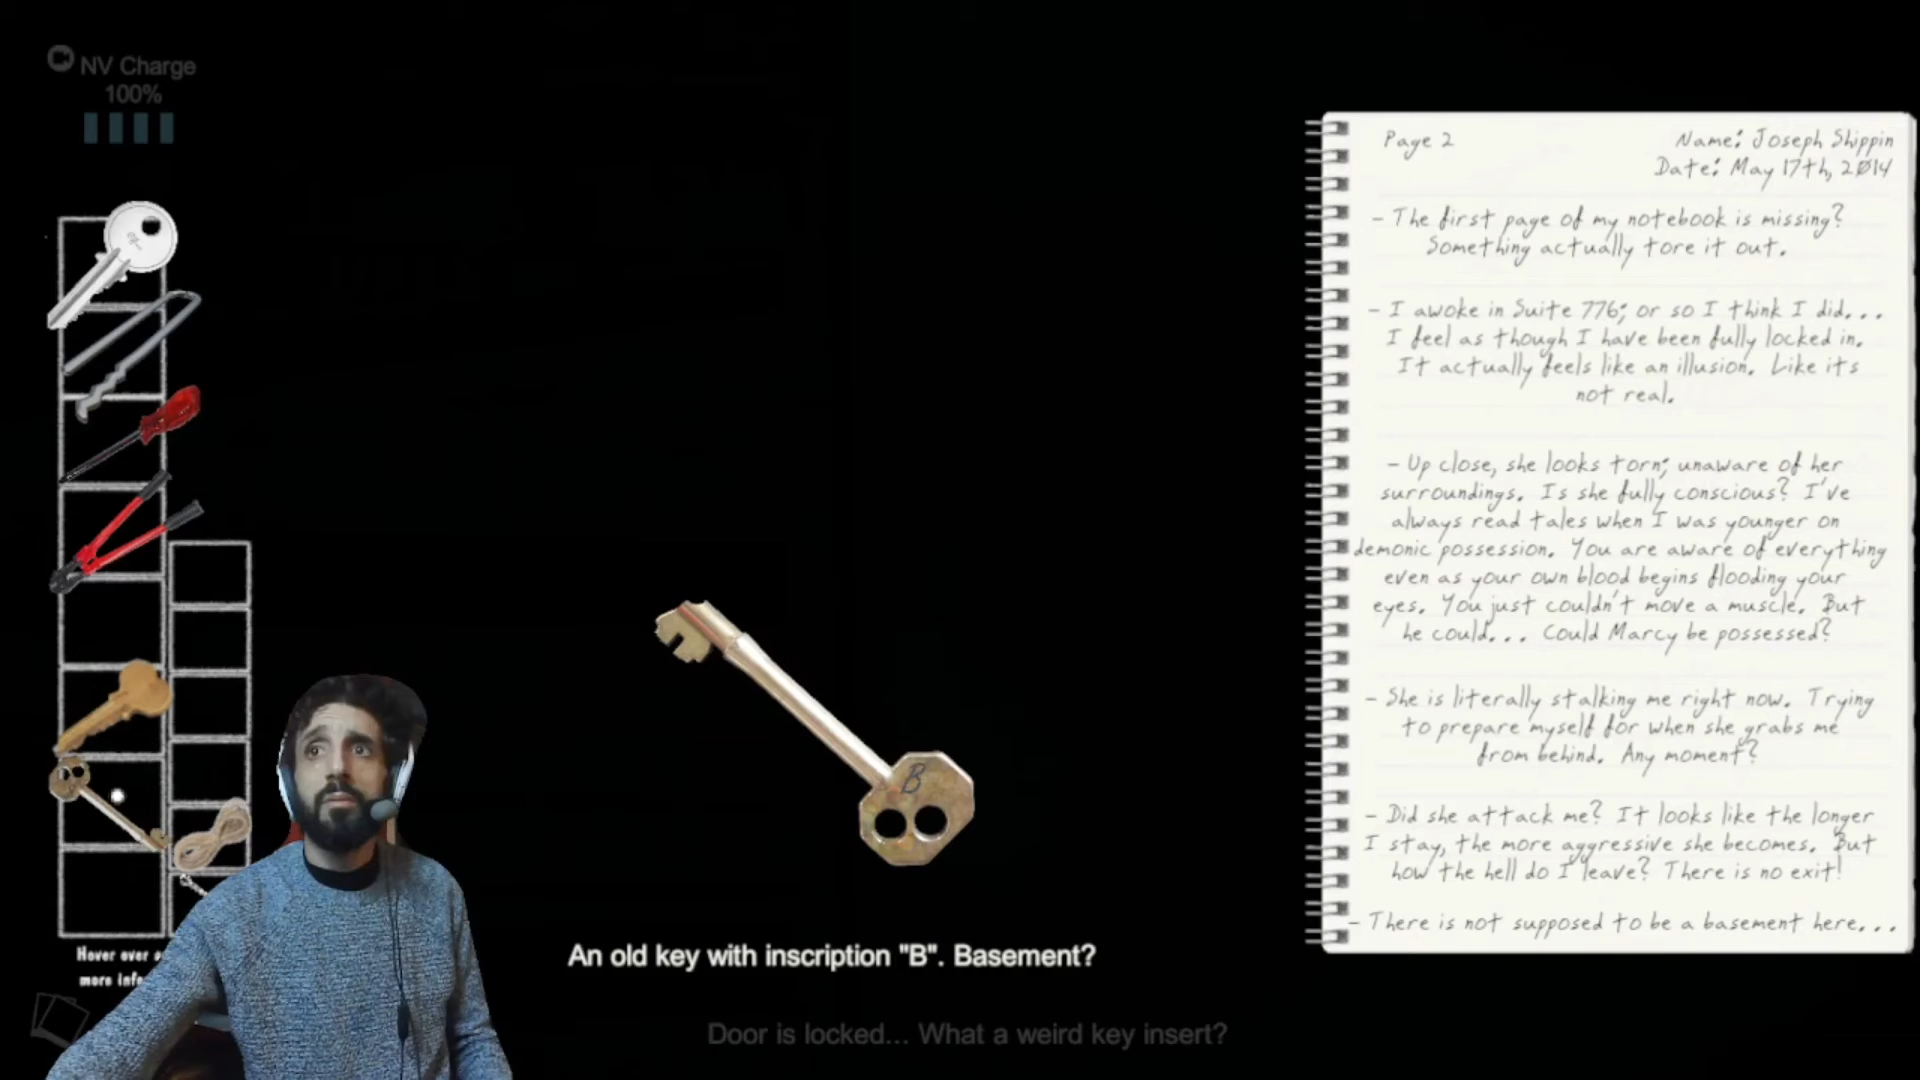 NV Charge
100%
Page 2
Name: Joseph Shippin
Date: May 17th, 2014
- The first page of my notebook is missing?
Something actually tore it out.
- I awoke in Suite 776; or so I think I did...
I feel as though I have been fully locked in.
It actually feels like an illusion. Like its
not real.
- Up close, she looks torn; unaware of her
surroundings. Is she fully conscious? I've
always read tales when I was younger on
demonic possession. You are aware of everything
even as your own blood begins flooding your
eyes. You just couldn't move a muscle. But
he could... Could Marcy be possessed?
- She is literally stalking me right now. Trying
to prepare myself for when she grabs me
from behind. Any moment?
- Did she attack me? It looks like the longer
I stay, the more aggressive she becomes. But
how the hell do I leave? There is no exit!
- There is not supposed to be a basement here...
B
An old key with inscription "B". Basement?
Hover over
more
Door is locked... What a weird key insert?